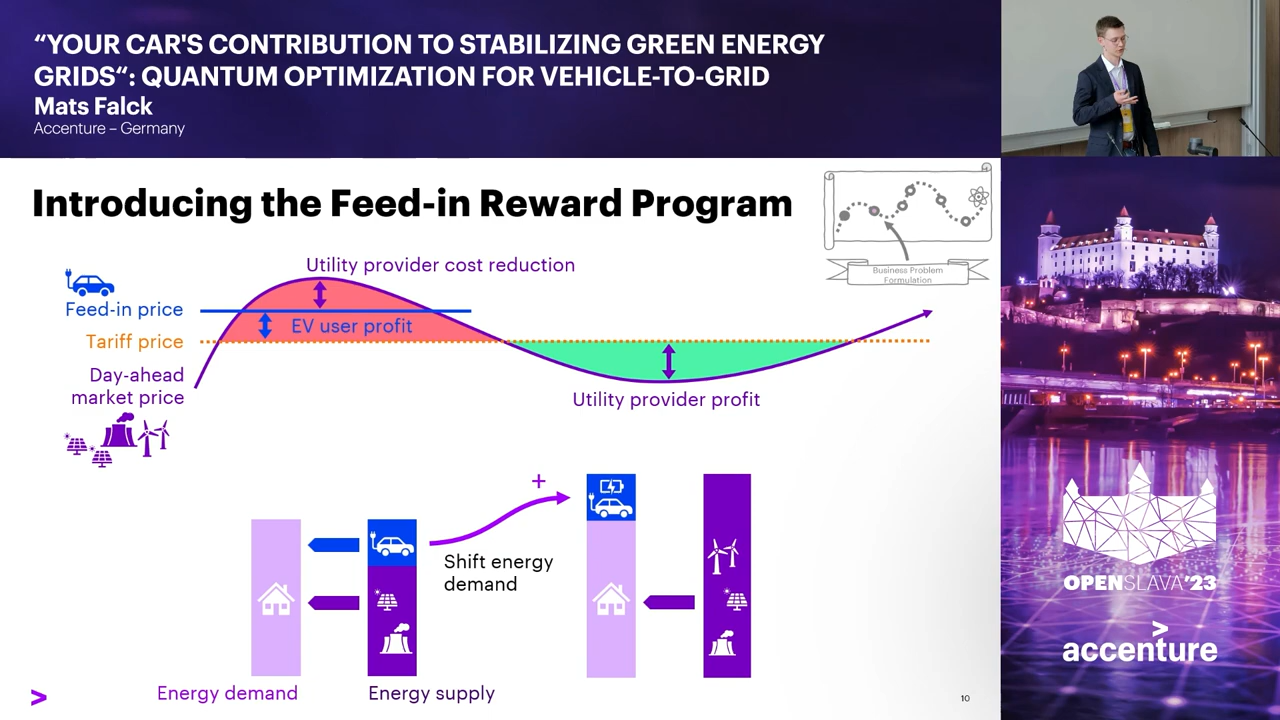 “YOUR CAR'S CONTRIBUTION TO STABILIZING GREEN ENERGY
GRIDS“: QUANTUM OPTIMIZATION FOR VEHICLE-TO-GRID
Mats Falck
Accenture – Germany
Introducing the Feed-in Reward Program
Business Problem
Formulation
Utility provider cost reduction
Feed-in price
EV user profit
Tariff price
Day-ahead
market price
Utility provider profit
+
Shift energy
demand
Energy demand
Energy supply
10
OPENSLAVA'23
accenture